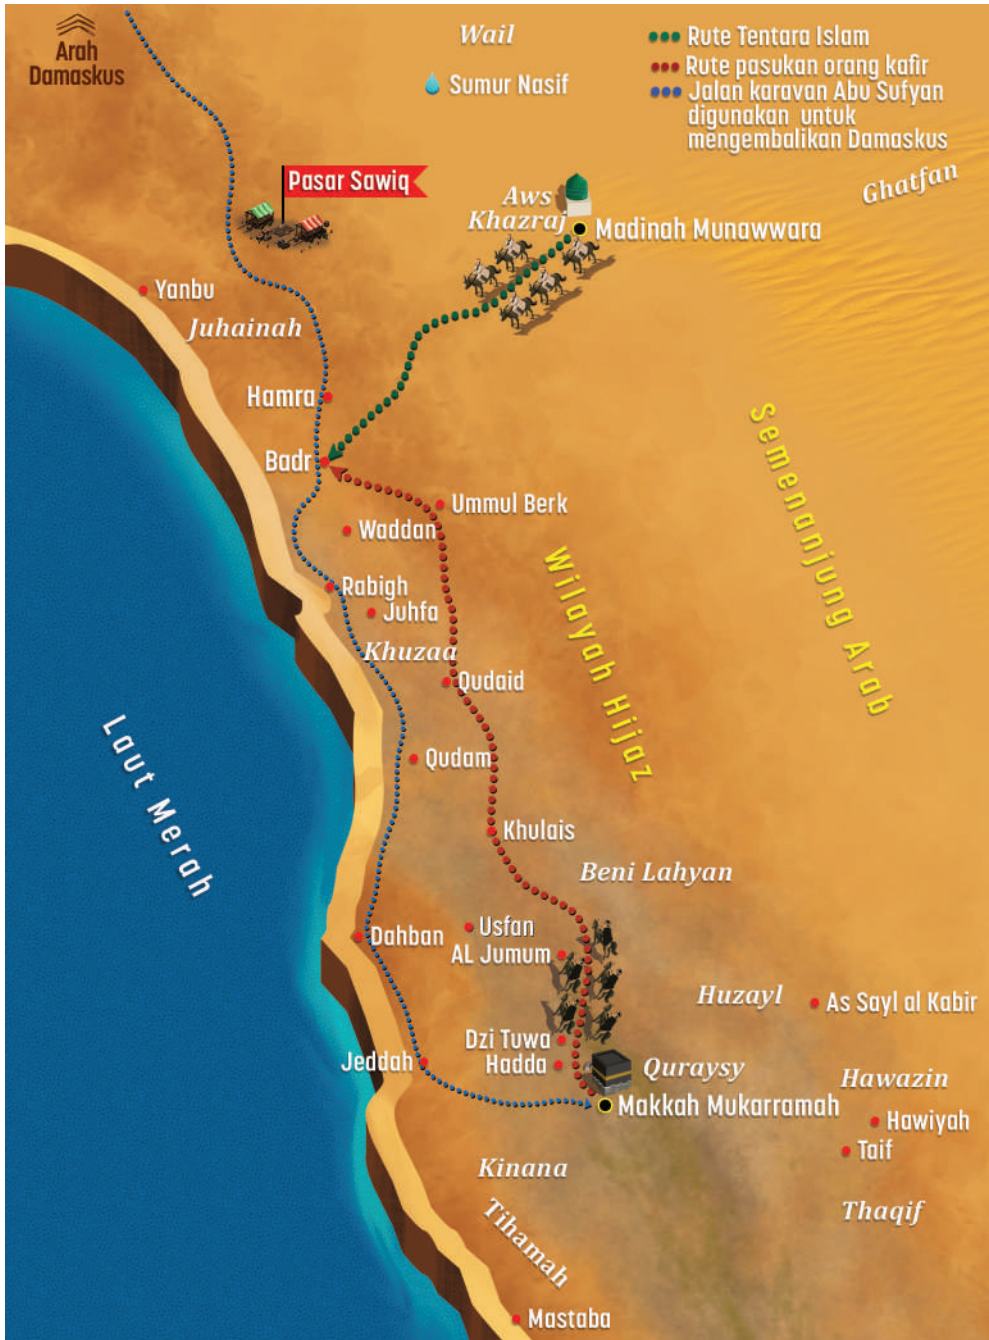 Arah
Damaskus
Wail
Sumur Nasif
Rute Tentara Islam
Rute pasukan orang kafir
Jalan karavan Abu Sufyan
digunakan untuk
mengembalikan Damaskus
Ghatfan
Pasar Sawiq
Aws
Khazraj
Madinah Munawwara
Yanbu
Juhainah
Hamra
Badr
Ummul Berk
Waddan
Semenanjung Arab
Wilayah Hijaz
Rabigh
Juhfa
Khuzaa
Qudaid
Laut Merah
Qudam
Khulais
Beni Lahyan
Usfan
Dahban
AL Jumum
Huzayl
As Sayl al Kabir
Dzi Tuwa
Jeddah
Hadda
Quraysy
Hawazin
Makkah Mukarramah
Hawiyah
Taif
Kinana
Thaqif
Tihamah
Mastaba